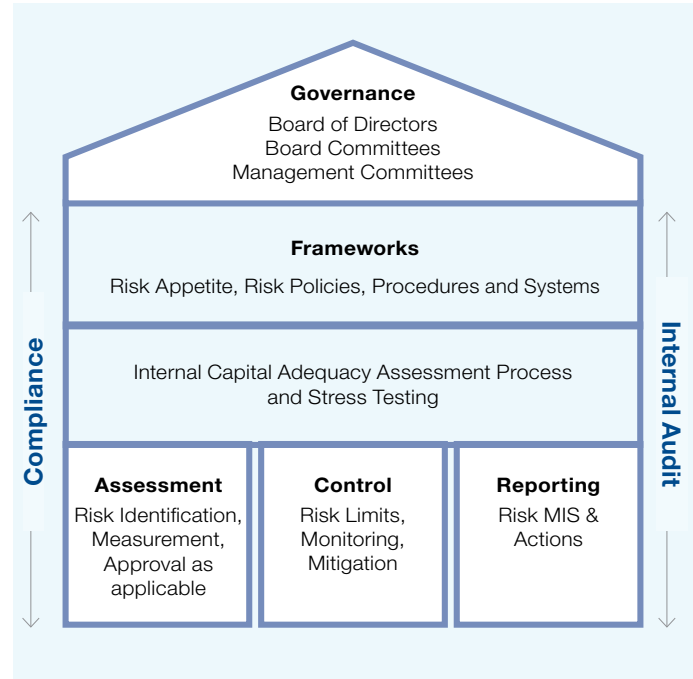 Governance
Board of Directors
Board Committees
Management Committees
Frameworks
Risk Appetite, Risk Policies, Procedures and Systems
Internal Capital Adequacy Assessment Process
and Stress Testing
Compliance
Internal Audit
Assessment
Risk Identification,
Measurement,
Approval as
applicable
Control
Risk Limits,
Monitoring,
Mitigation
Reporting
Risk MIS &
Actions